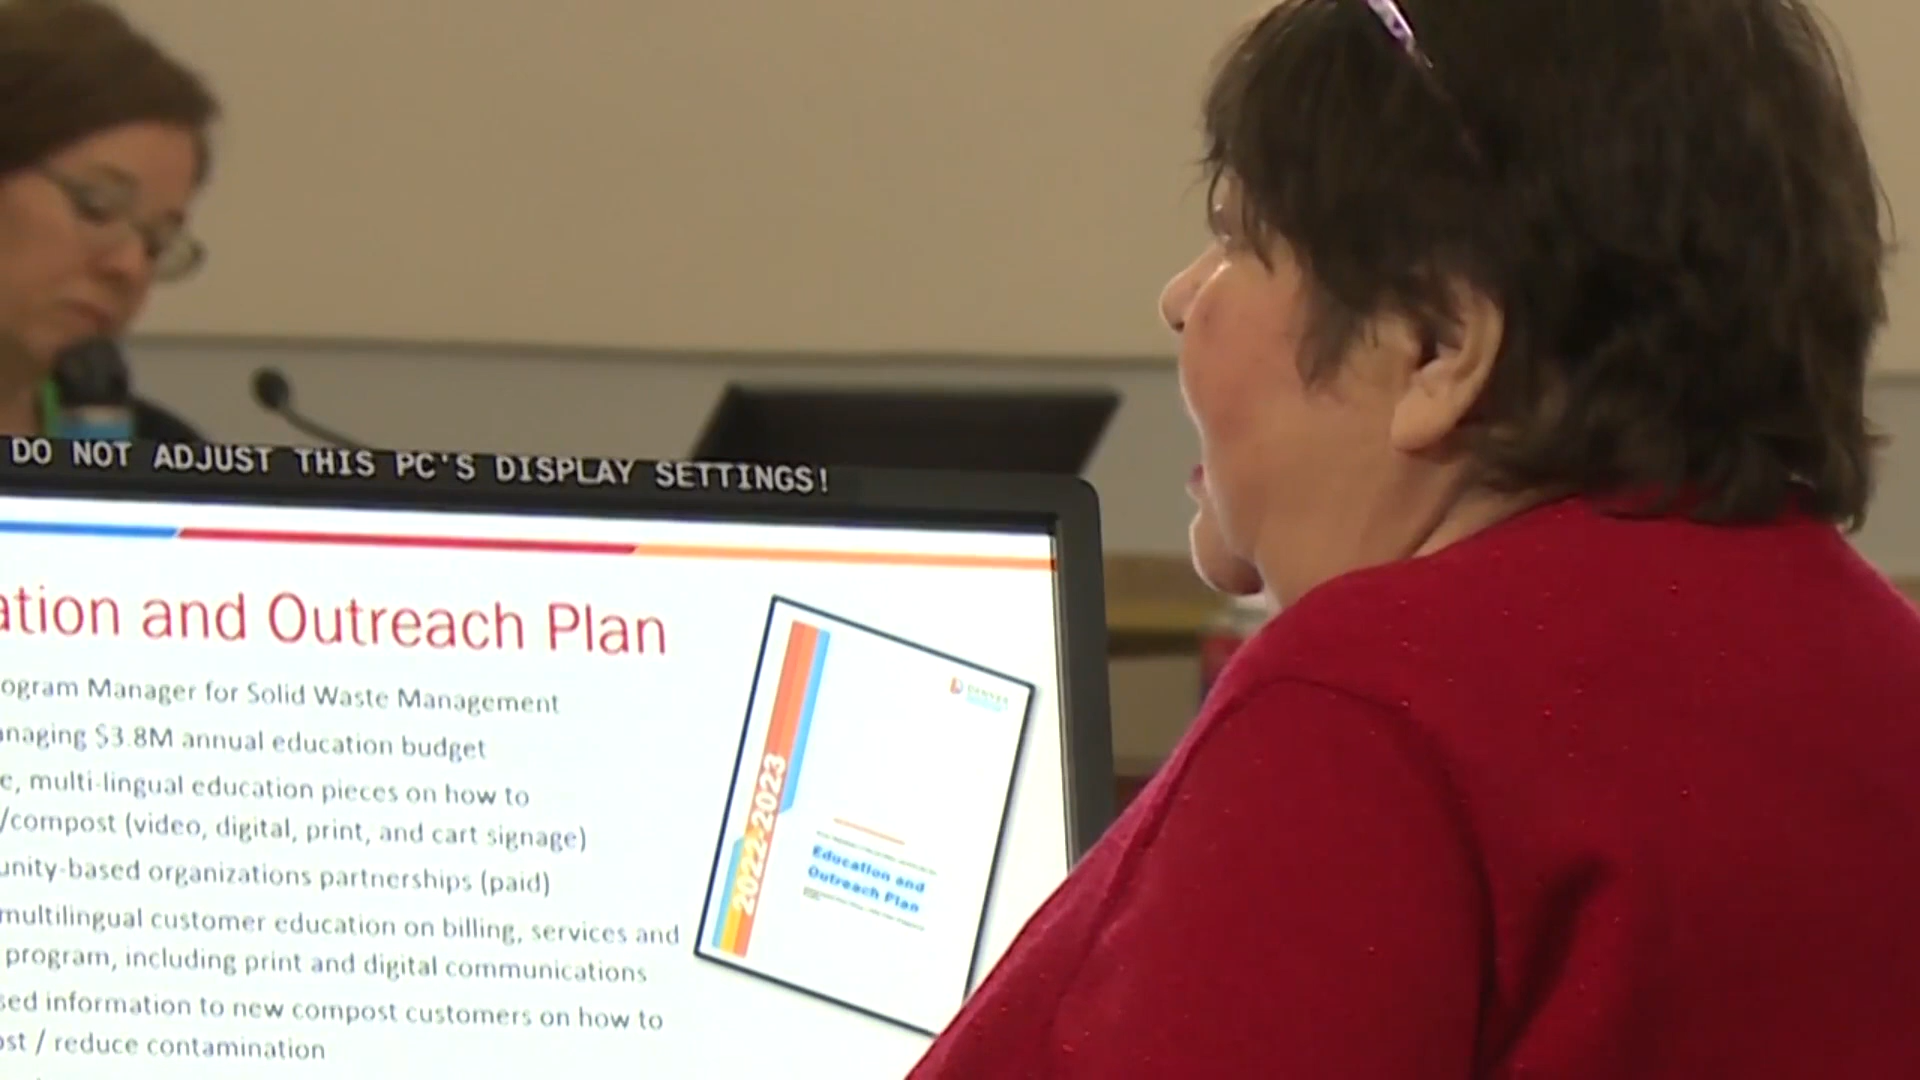 DO NOT ADJUST THIS PC'S DISPLAY SETTINGS!
ation and Outreach Plan
ogram Manager for Solid Waste Management
anaging $3.8M annual education budget
e, multi-lingual education pieces on how to
/compost (video, digital, print, and cart signage)
unity-based organizations partnerships (paid)
multilingual customer education on billing, services and
program, including print and digital communications
sed information to new compost customers on how to
ost / reduce contamination
DENVER
2022-2023
Education and
Outreach Plan